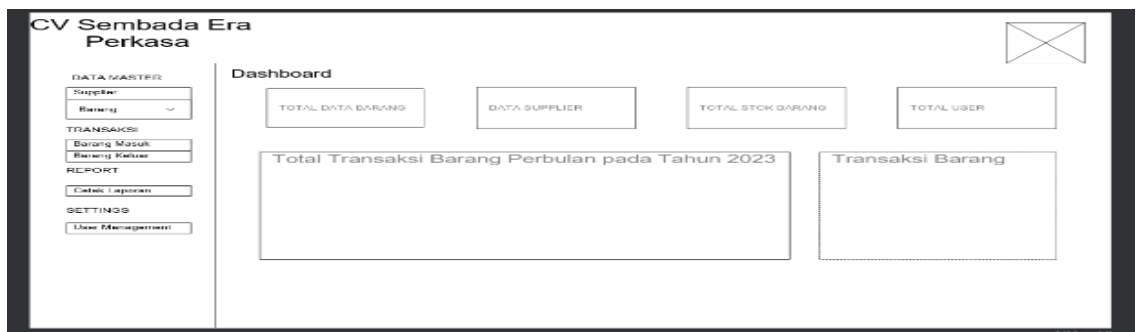 CV Sembada Era
Perkasa
DATA MASTER
Supplier
Barang
TRANSAKSI
Barang Masuk
Barang Keluar
REPORT
Cetak Laporan
SETTINGS
User Management
Dashboard
TOTAL DATA BARANG
DATA SUPPLIER
TOTAL STOK BARANG
TOTAL USER
Total Transaksi Barang Perbulan pada Tahun 2023
Transaksi Barang